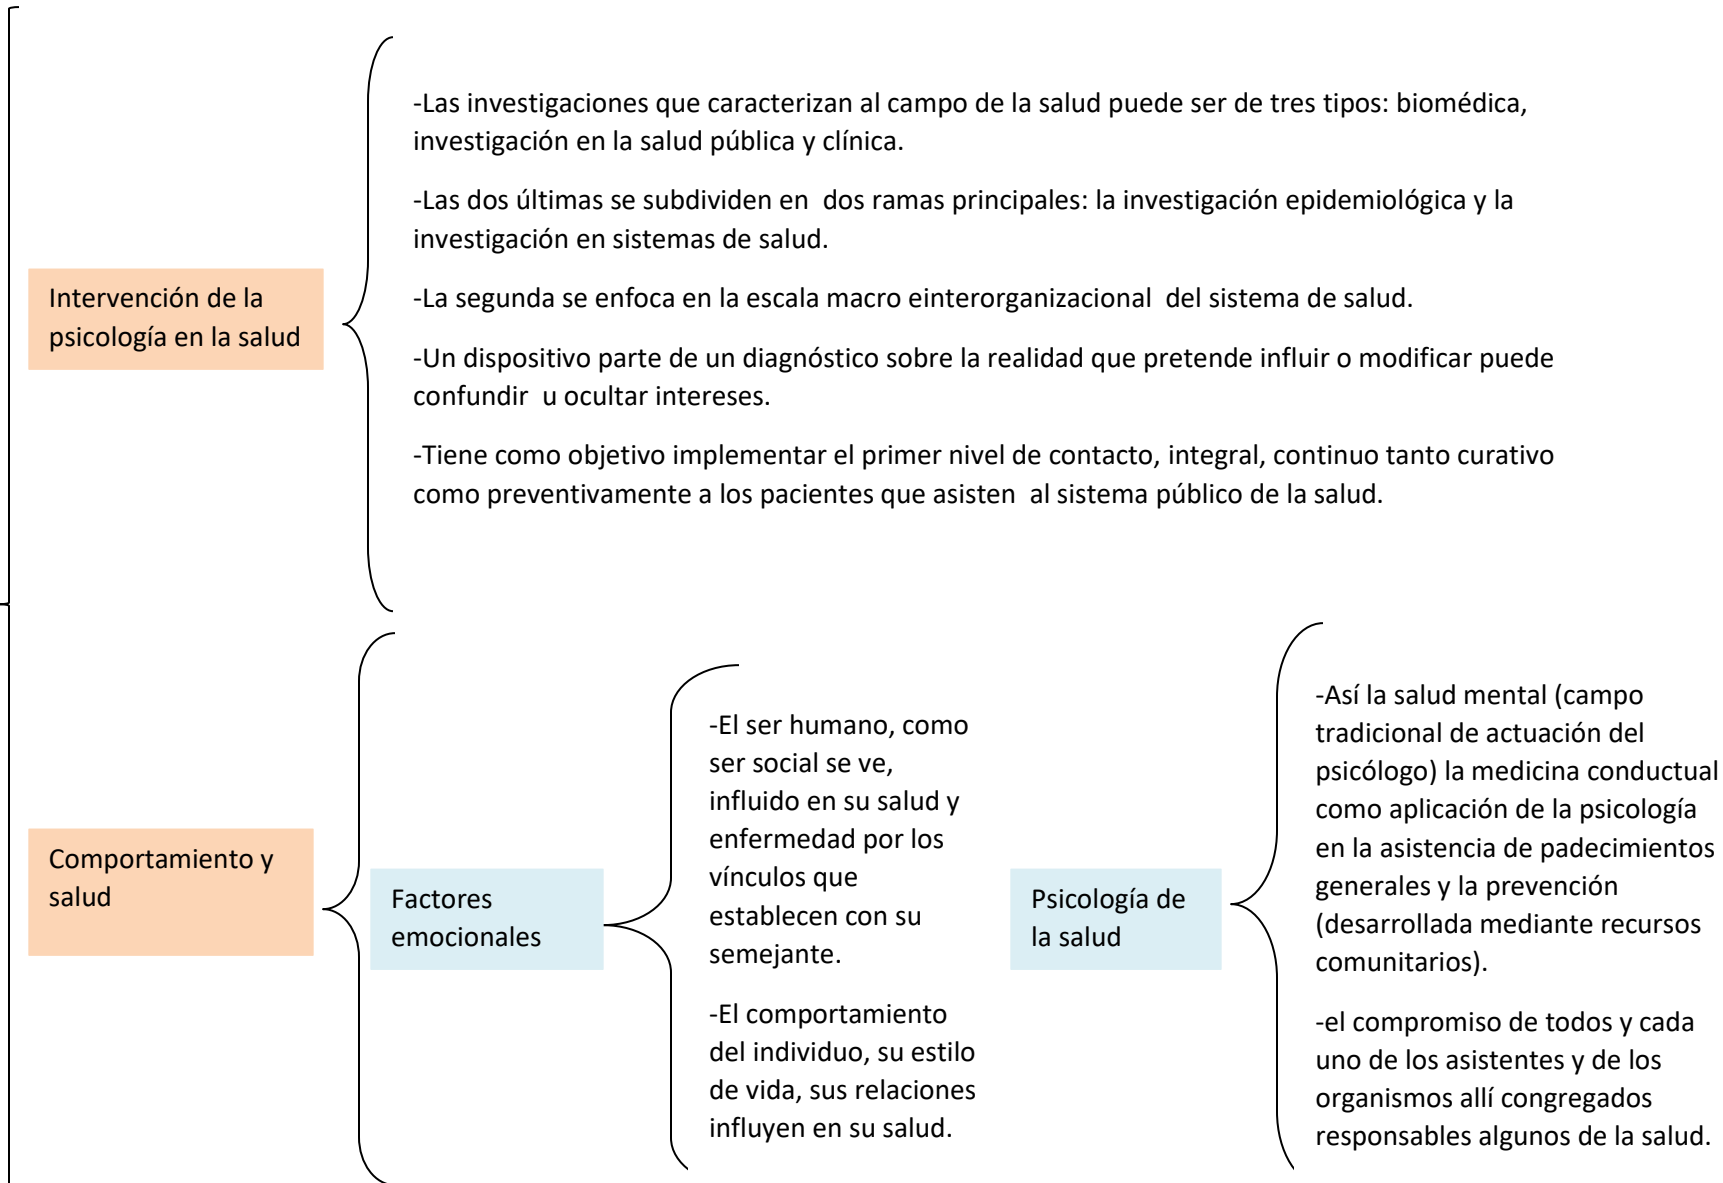 Intervención de la
psicología en la salud
-Las investigaciones que caracterizan al campo de la salud puede ser de tres tipos: biomédica,
investigación en la salud pública y clínica.
-Las dos últimas se subdividen en  dos ramas principales: la investigación epidemiológica y la
investigación en sistemas de salud.
-La segunda se enfoca en la escala macro einterorganizacional  del sistema de salud.
-Un dispositivo parte de un diagnóstico sobre la realidad que pretende influir o modificar puede
confundir  u ocultar intereses.
-Tiene como objetivo implementar el primer nivel de contacto, integral, continuo tanto curativo
como preventivamente a los pacientes que asisten  al sistema público de la salud.
Comportamiento y
salud
Factores
emocionales
-El ser humano, como
ser social se ve,
influido en su salud y
enfermedad por los
vínculos que
establecen con su
semejante.
-El comportamiento
del individuo, su estilo
de vida, sus relaciones
influyen en su salud.
Psicología de
la salud
-Así la salud mental (campo
tradicional de actuación del
psicólogo) la medicina conductual
como aplicación de la psicología
en la asistencia de padecimientos
generales y la prevención
(desarrollada mediante recursos
comunitarios).
-el compromiso de todos y cada
uno de los asistentes y de los
organismos allí congregados
responsables algunos de la salud.